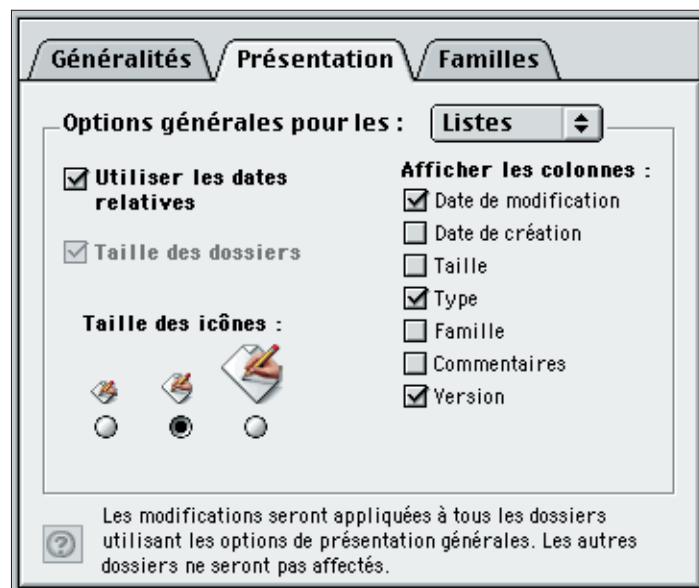 Généralités
Présentation
Familles
Options générales pour les :
Listes
Utiliser les dates
relatives
Taille des dossiers
Taille des icônes :
Afficher les colonnes :
Date de modification
Date de création
Taille
Type
Famille
Commentaires
Version
?
Les modifications seront appliquées à tous les dossiers
utilisant les options de présentation générales. Les autres
dossiers ne seront pas affectés.